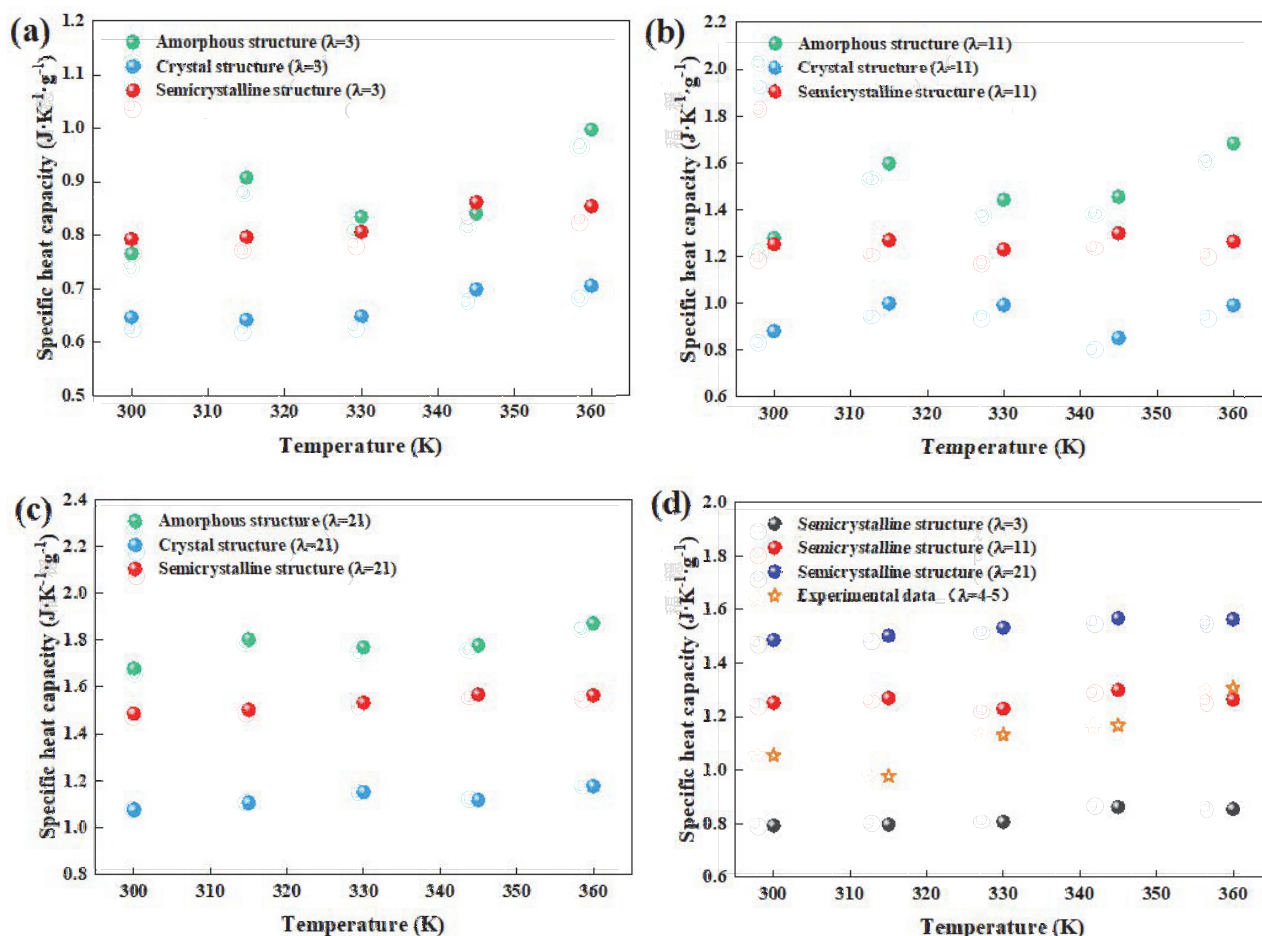 (a)
Amorphous structure (λ=3)
Crystal structure (λ=3)
Semicrystalline structure (λ=3)
Specific heat capacity (J·K⁻¹·g⁻¹)
1.2
1.1
1.0
0.9
0.8
0.7
0.6
0.5
300 310 320 330 340 350 360
Temperature (K)
(b)
Amorphous structure (λ=11)
Crystal structure (λ=11)
Semicrystalline structure (λ=11)
Specific heat capacity (J·K⁻¹·g⁻¹)
2.2
2.0
1.8
1.6
1.4
1.2
1.0
0.8
0.6
300 310 320 330 340 350 360
Temperature (K)
(c)
Amorphous structure (λ=21)
Crystal structure (λ=21)
Semicrystalline structure (λ=21)
Specific heat capacity (J·K⁻¹·g⁻¹)
2.4
2.2
2.0
1.8
1.6
1.4
1.2
1.0
0.8
300 310 320 330 340 350 360
Temperature (K)
(d)
Semicrystalline structure (λ=3)
Semicrystalline structure (λ=11)
Semicrystalline structure (λ=21)
Experimental data （λ=4-5）
Specific heat capacity (J·K⁻¹·g⁻¹)
2.0
1.8
1.6
1.4
1.2
1.0
0.8
0.6
300 310 320 330 340 350 360
Temperature (K)